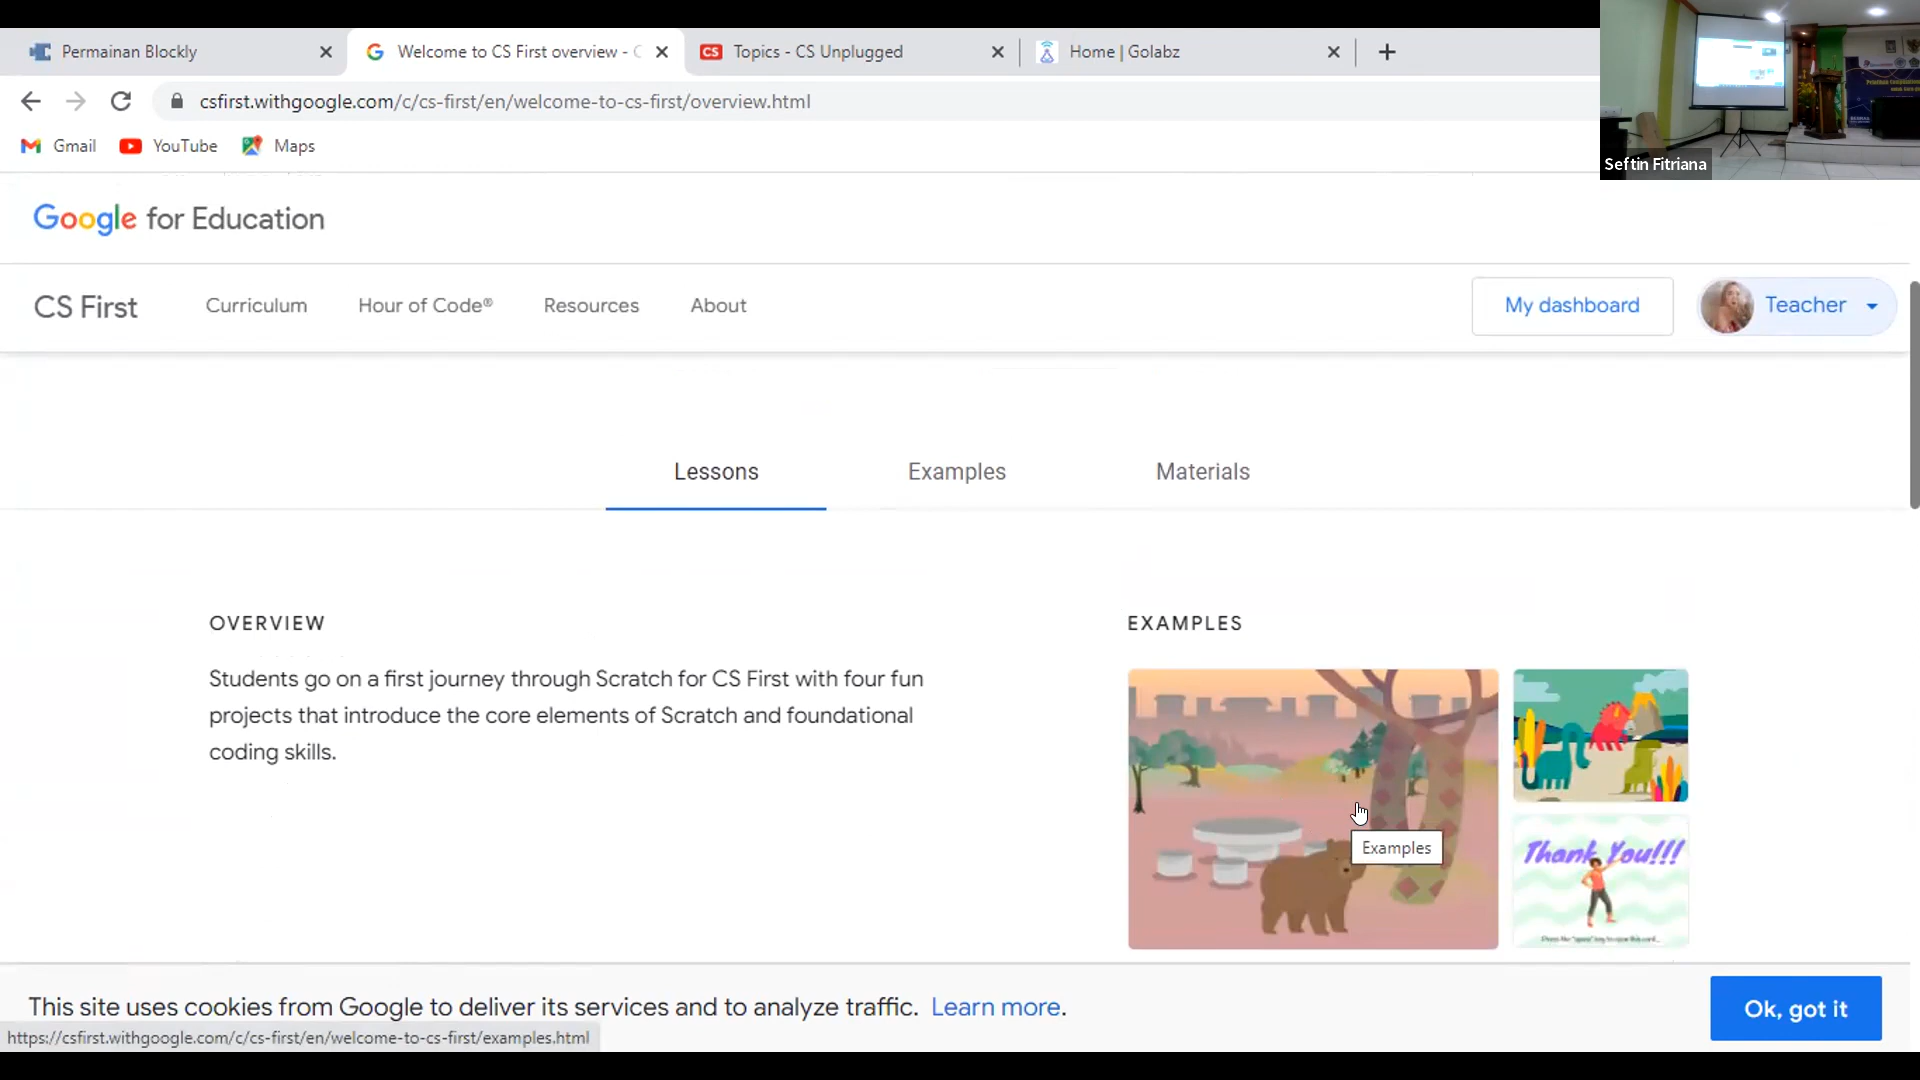 Permainan Blockly
Welcome to CS First overview - C
CS
Topics - CS Unplugged
Home | Golabz
csfirst.withgoogle.com/c/cs-first/en/welcome-to-cs-first/overview.html
Gmail
YouTube
Maps
Seftin Fitriana
Google for Education
CS First
Curriculum
Hour of Code®
Resources
About
My dashboard
Teacher
Lessons
Examples
Materials
OVERVIEW
Students go on a first journey through Scratch for CS First with four fun
projects that introduce the core elements of Scratch and foundational
coding skills.
EXAMPLES
Examples
Thank You!!!
This site uses cookies from Google to deliver its services and to analyze traffic. Learn more.
Ok, got it
https://csfirst.withgoogle.com/c/cs-first/en/welcome-to-cs-first/examples.html